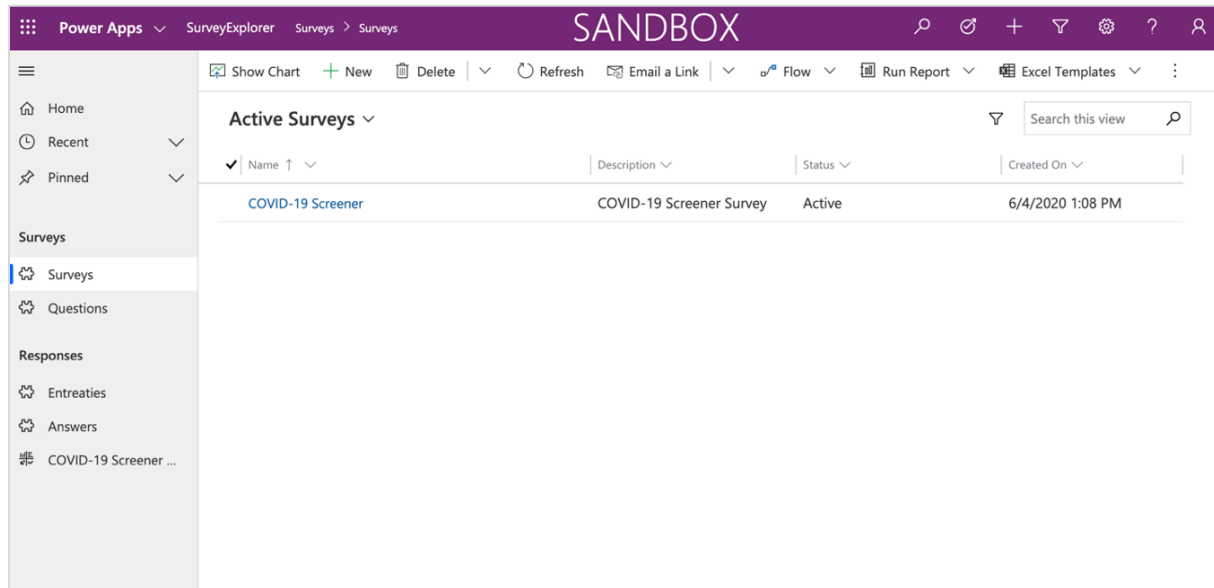 Power Apps SurveyExplorer Surveys > Surveys SANDBOX ?
Show Chart New Delete Refresh Email a Link Flow Run Report Excel Templates
Home
Recent
Pinned
Surveys
Surveys
Questions
Responses
Entreaties
Answers
COVID-19 Screener ...
Active Surveys Search this view
Name ↑ Description Status Created On
COVID-19 Screener COVID-19 Screener Survey Active 6/4/2020 1:08 PM